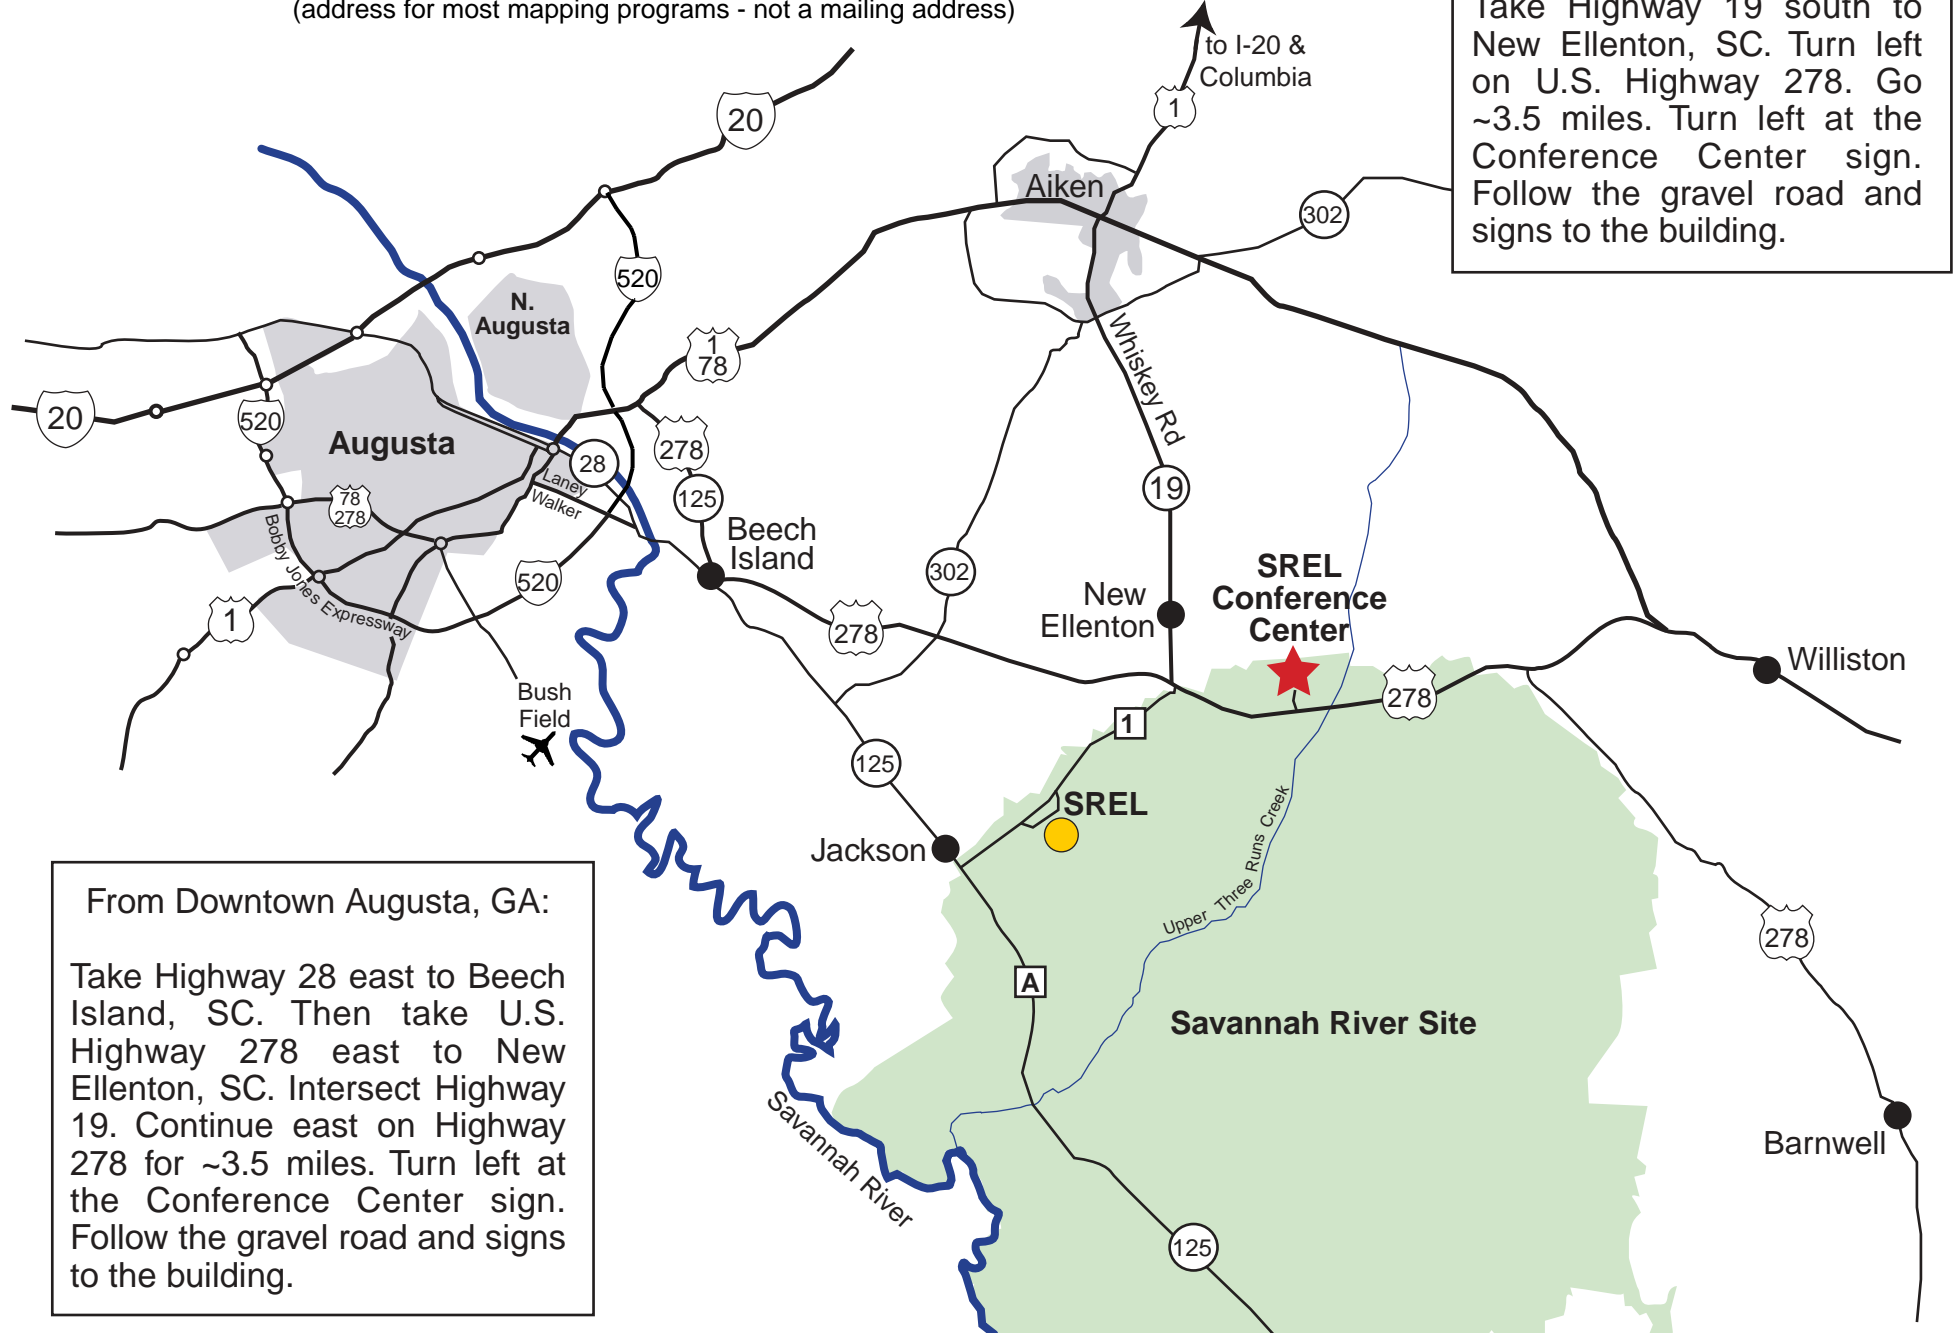 (address for most mapping programs - not a mailing address)
Take Highway 19 south to
New Ellenton, SC. Turn left
on U.S. Highway 278. Go
~3.5 miles. Turn left at the
Conference Center sign.
Follow the gravel road and
signs to the building.
to I-20 &
Columbia
1
20
Aiken
302
520
N.
Augusta
1
78
Whiskey Rd
20
520
Augusta
278
28
Laney
Walker
125
19
78
278
Bobby Jones Expressway
Beech
Island
520
302
SREL
Conference
Center
New
Ellenton
1
278
Williston
278
Bush
Field
1
125
SREL
Jackson
Upper Three Runs Creek
278
A
Savannah River Site
Savannah River
Barnwell
125
From Downtown Augusta, GA:
Take Highway 28 east to Beech
Island, SC. Then take U.S.
Highway 278 east to New
Ellenton, SC. Intersect Highway
19. Continue east on Highway
278 for ~3.5 miles. Turn left at
the Conference Center sign.
Follow the gravel road and signs
to the building.